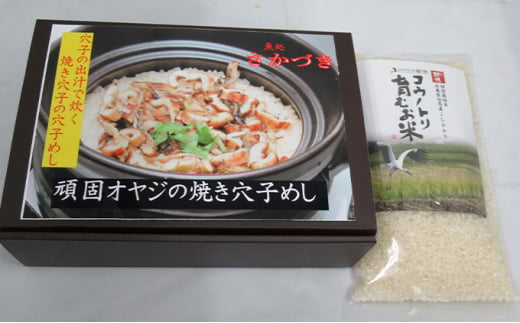 穴子の出汁で炊く
焼き穴子の穴子めし
魚処
さかづき
頑固オヤジの焼き穴子めし
コウノトリ
育むお米